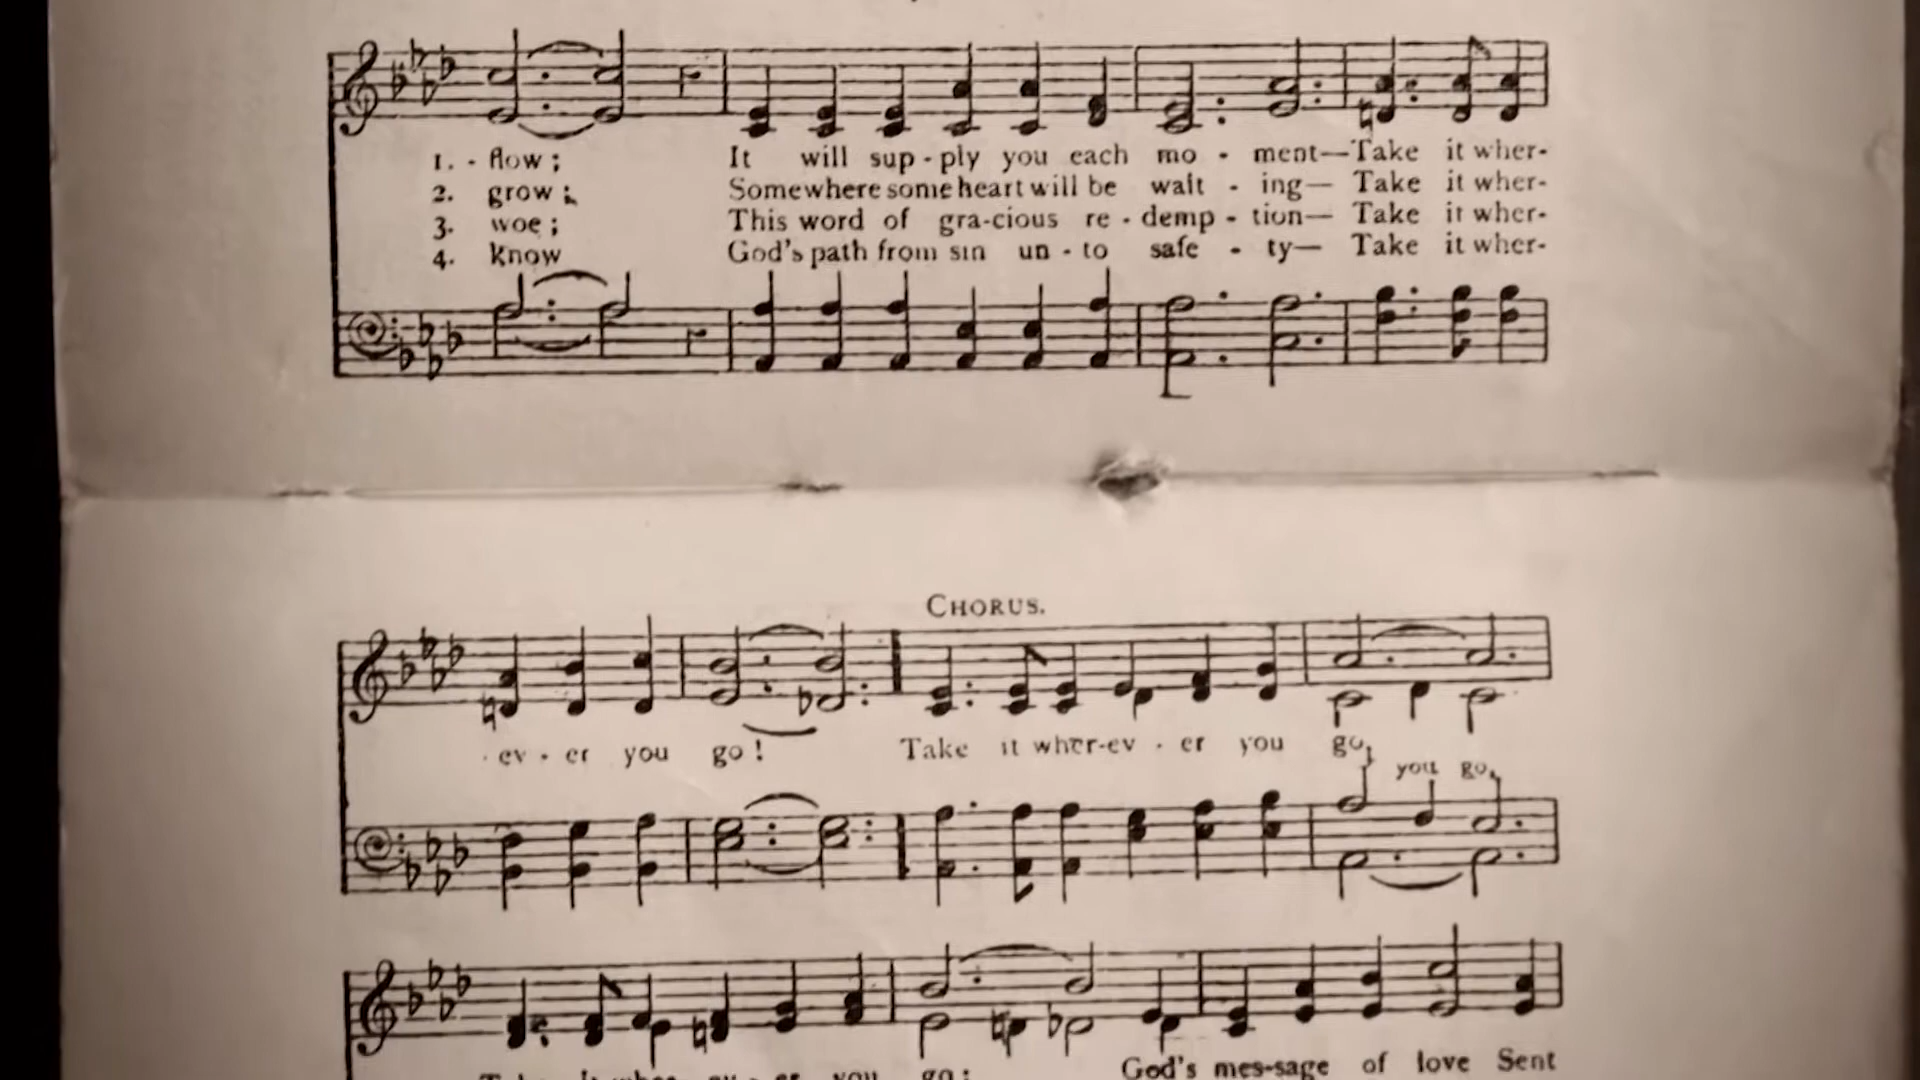 1. - flow ; It will sup - ply you each mo - ment—Take it wher-
2. grow ; Somewhere some heart will be wait - ing— Take it wher-
3. woe ; This word of gra-cious re - demp - tion— Take it wher-
4. know God's path from sin un - to safe - ty— Take it wher-
CHORUS.
ev - er you go ! Take it wher-ev - er you go,
you go,
you go ;
God's mes-sage of love Sent